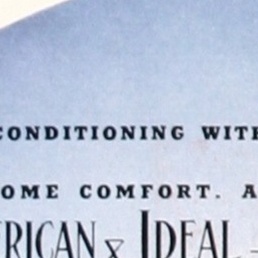 CONDITIONING WITH
OME COMFORT. A
RICAN & IDEAL